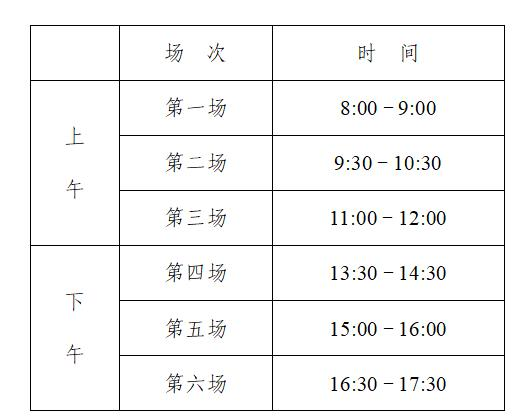 场 次 时 间
上午 第一场 8:00-9:00
第二场 9:30-10:30
第三场 11:00-12:00
下午 第四场 13:30-14:30
第五场 15:00-16:00
第六场 16:30-17:30